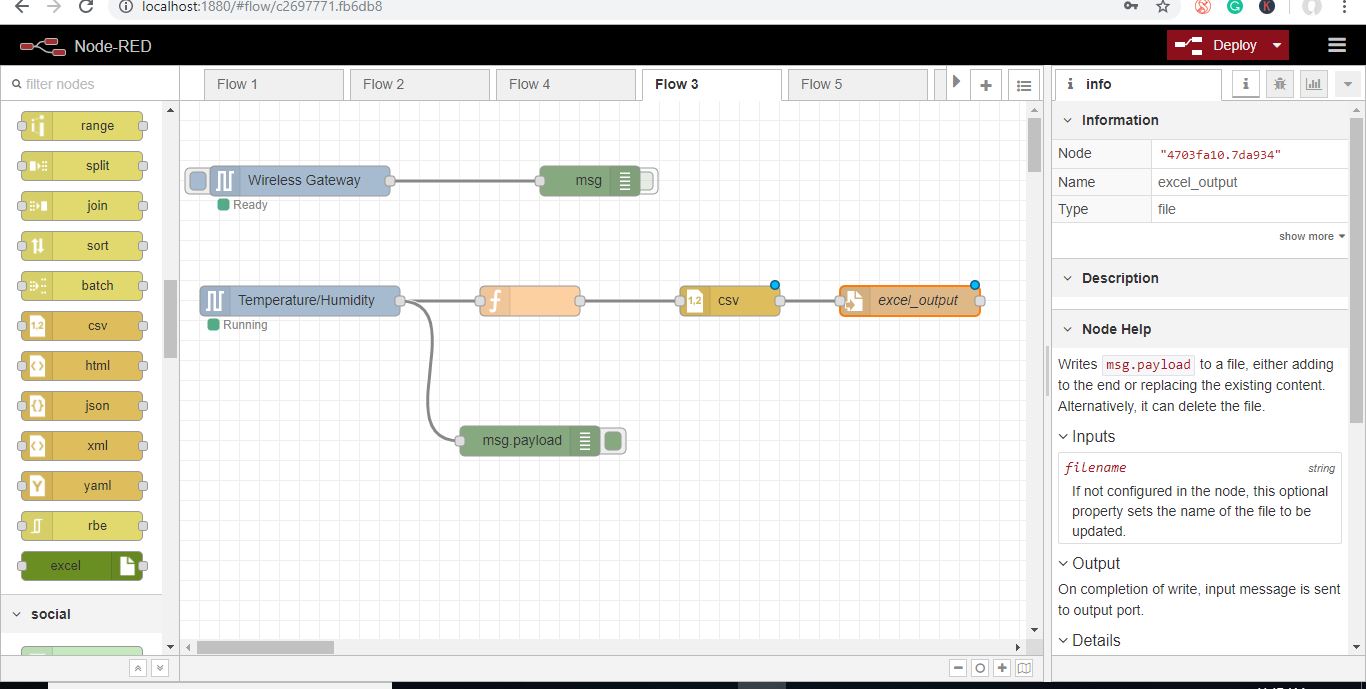 localhost:1880/#flow/c2697771.fb6db8
K
Node-RED
Deploy
filter nodes
Flow 1
Flow 2
Flow 4
Flow 3
Flow 5
i info
i
range
split
join
sort
batch
csv
html
json
xml
yaml
rbe
excel
social
Wireless Gateway
Ready
msg
Temperature/Humidity
Running
f
1,2 csv
excel_output
msg.payload
Information
Node "4703fa10.7da934"
Name excel_output
Type file
show more
Description
Node Help
Writes msg.payload to a file, either adding
to the end or replacing the existing content.
Alternatively, it can delete the file.
Inputs
filename string
If not configured in the node, this optional
property sets the name of the file to be
updated.
Output
On completion of write, input message is sent
to output port.
Details